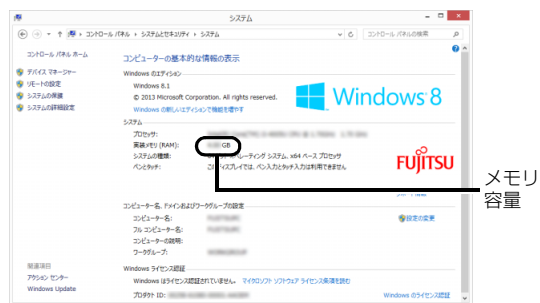 システム
コントロール パネル › システムとセキュリティ › システム
コントロール パネルの検索
コントロール パネル ホーム
デバイス マネージャー
リモートの設定
システムの保護
システムの詳細設定
コンピューターの基本的な情報の表示
Windows のエディション
Windows 8.1
© 2013 Microsoft Corporation. All rights reserved.
Windows の新しいエディションで機能を増やす
Windows 8
システム
プロセッサ:
実装メモリ (RAM): GB
システムの種類: オペレーティング システム、x64 ベース プロセッサ
ペンとタッチ: このディスプレイでは、ペン入力とタッチ入力は利用できません
FUJITSU
メモリ
容量
コンピューター名、ドメインおよびワークグループの設定
コンピューター名:
設定の変更
フル コンピューター名:
コンピューターの説明:
ワークグループ:
Windows ライセンス認証
Windows はライセンス認証されていません。 マイクロソフト ソフトウェア ライセンス条項を読む
プロダクト ID:
Windows のライセンス認証
関連項目
アクション センター
Windows Update